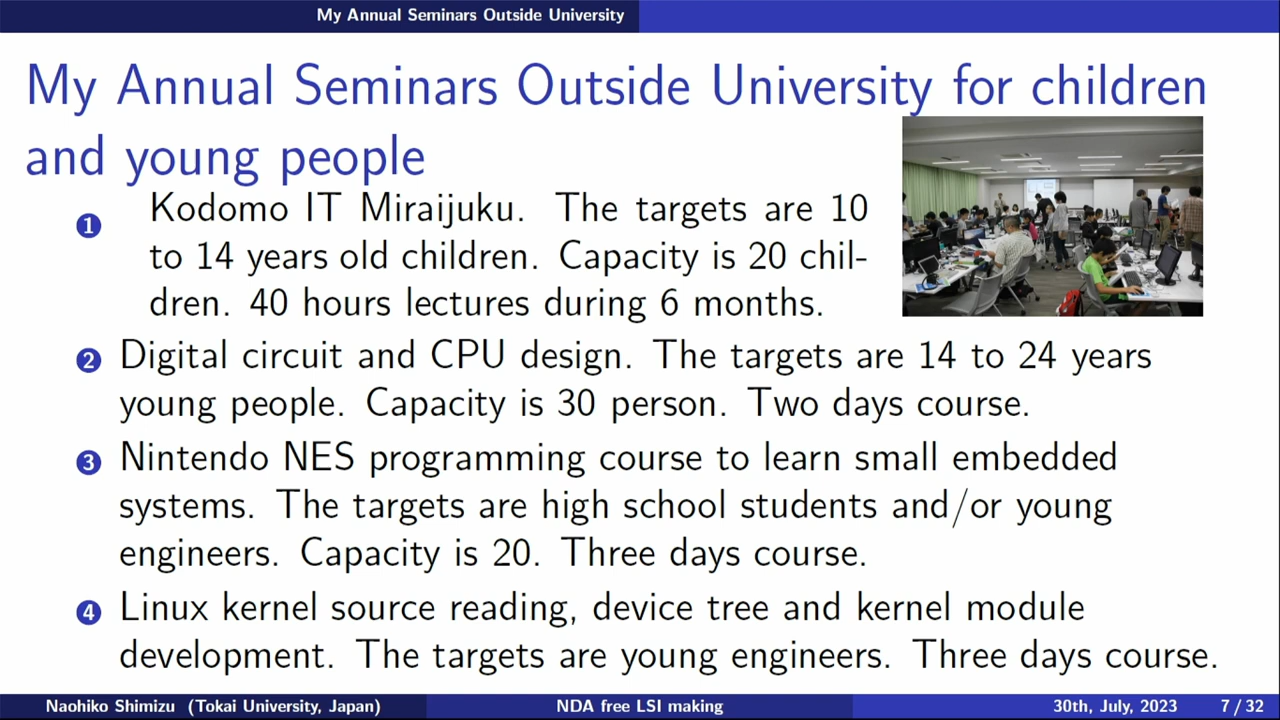 My Annual Seminars Outside University
My Annual Seminars Outside University for children
and young people
1 Kodomo IT Miraijuku. The targets are 10
to 14 years old children. Capacity is 20 chil-
dren. 40 hours lectures during 6 months.
2 Digital circuit and CPU design. The targets are 14 to 24 years
young people. Capacity is 30 person. Two days course.
3 Nintendo NES programming course to learn small embedded
systems. The targets are high school students and/or young
engineers. Capacity is 20. Three days course.
4 Linux kernel source reading, device tree and kernel module
development. The targets are young engineers. Three days course.
Naohiko Shimizu (Tokai University, Japan) NDA free LSI making 30th, July, 2023 7 / 32